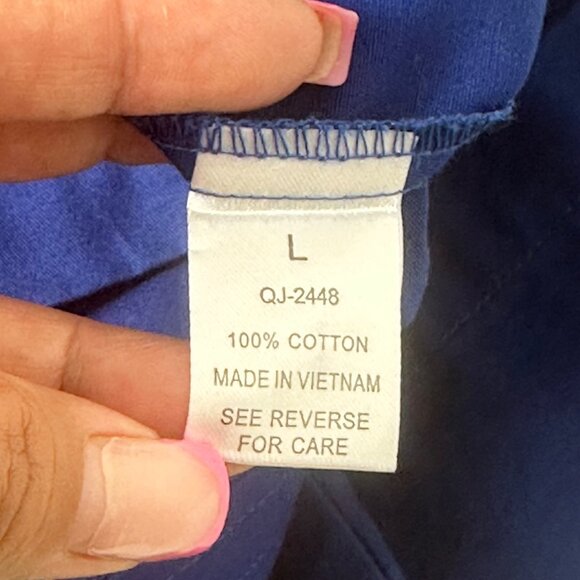 L
QJ-2448
100% COTTON
MADE IN VIETNAM
SEE REVERSE
FOR CARE